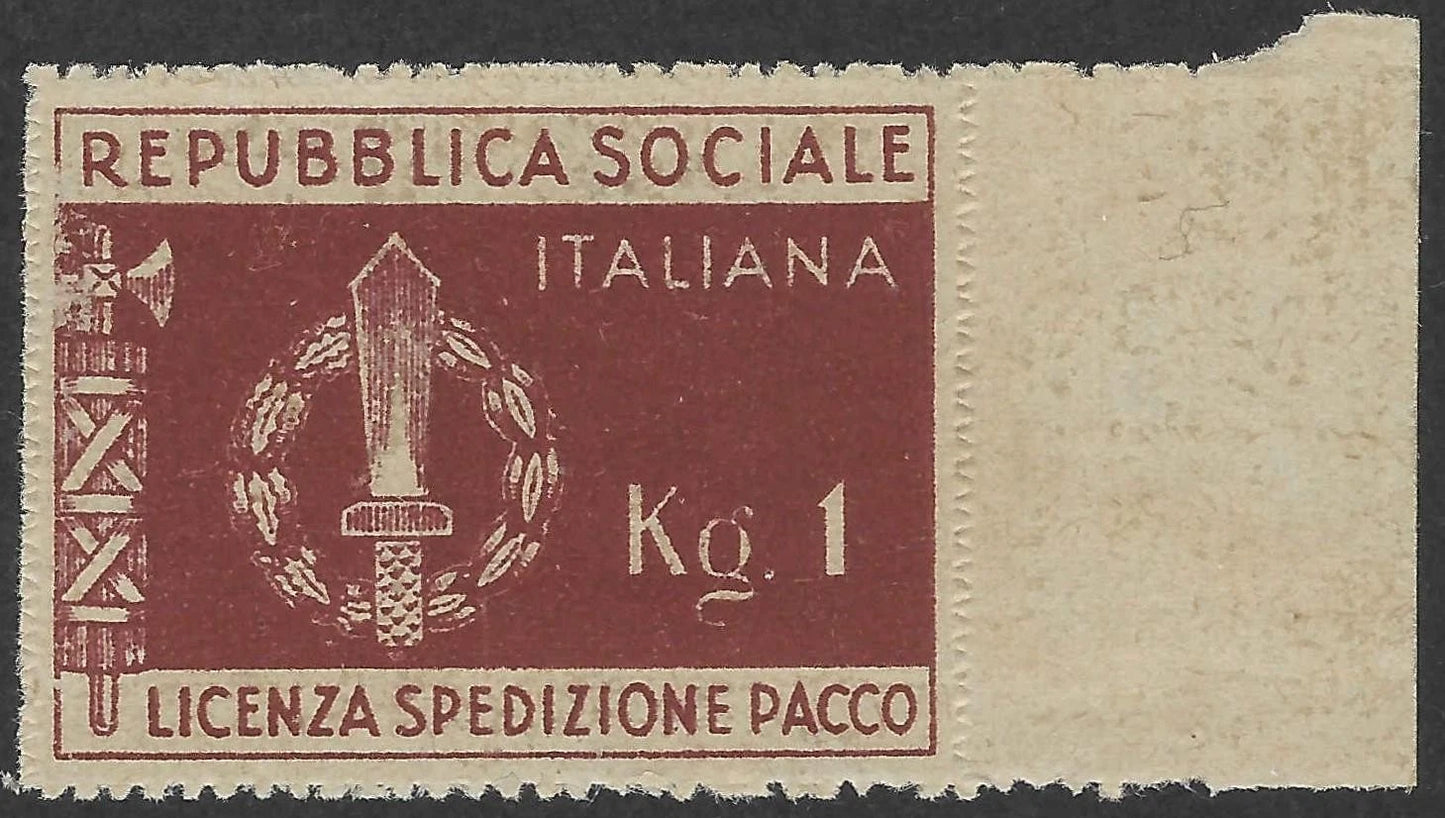 REPUBBLICA SOCIALE
ITALIANA
Kg. 1
LICENZA SPEDIZIONE PACCO